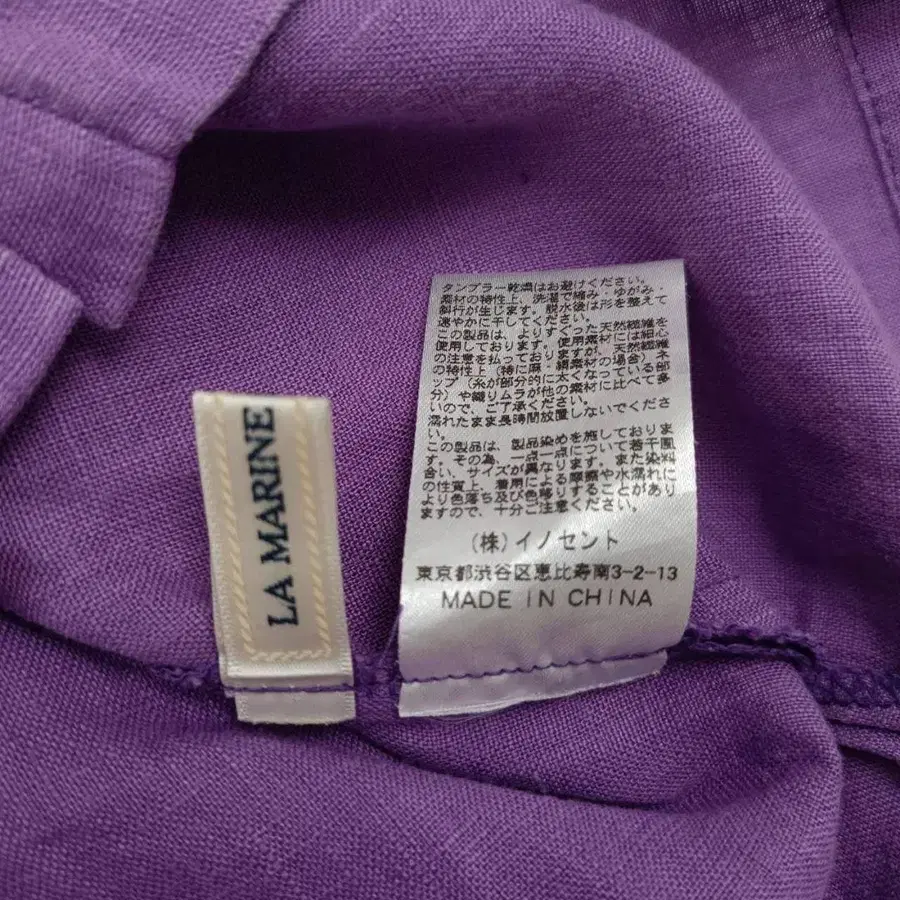 LA MARINE
タンブラー乾燥はお避けください。
素材の特性上、洗濯で縮み・ゆがみ・
斜行が生じます。脱水後は形を整えて
速やかに干してください。
この製品は、よりすぐった天然繊維を
使用しております。使用素材には細心
の注意を払っておりますが、天然繊維
の特性上(特に麻・絹素材の場合)ネ
ップ(糸が部分的に太くなっている部
分)や織りムラが他の素材に比べて多
いので、ご了承ください。
濡れたまま長時間放置しないでくださ
い。
この製品は、製品染めを施しておりま
す。その為、一点一点について若干風
合い、サイズが異なります。また染料
の性質上、着用による摩擦や水濡れに
より色落ち及び色移りすることがあり
ますので、十分ご注意ください。
(株)イノセント
東京都渋谷区恵比寿南3-2-13
MADE IN CHINA